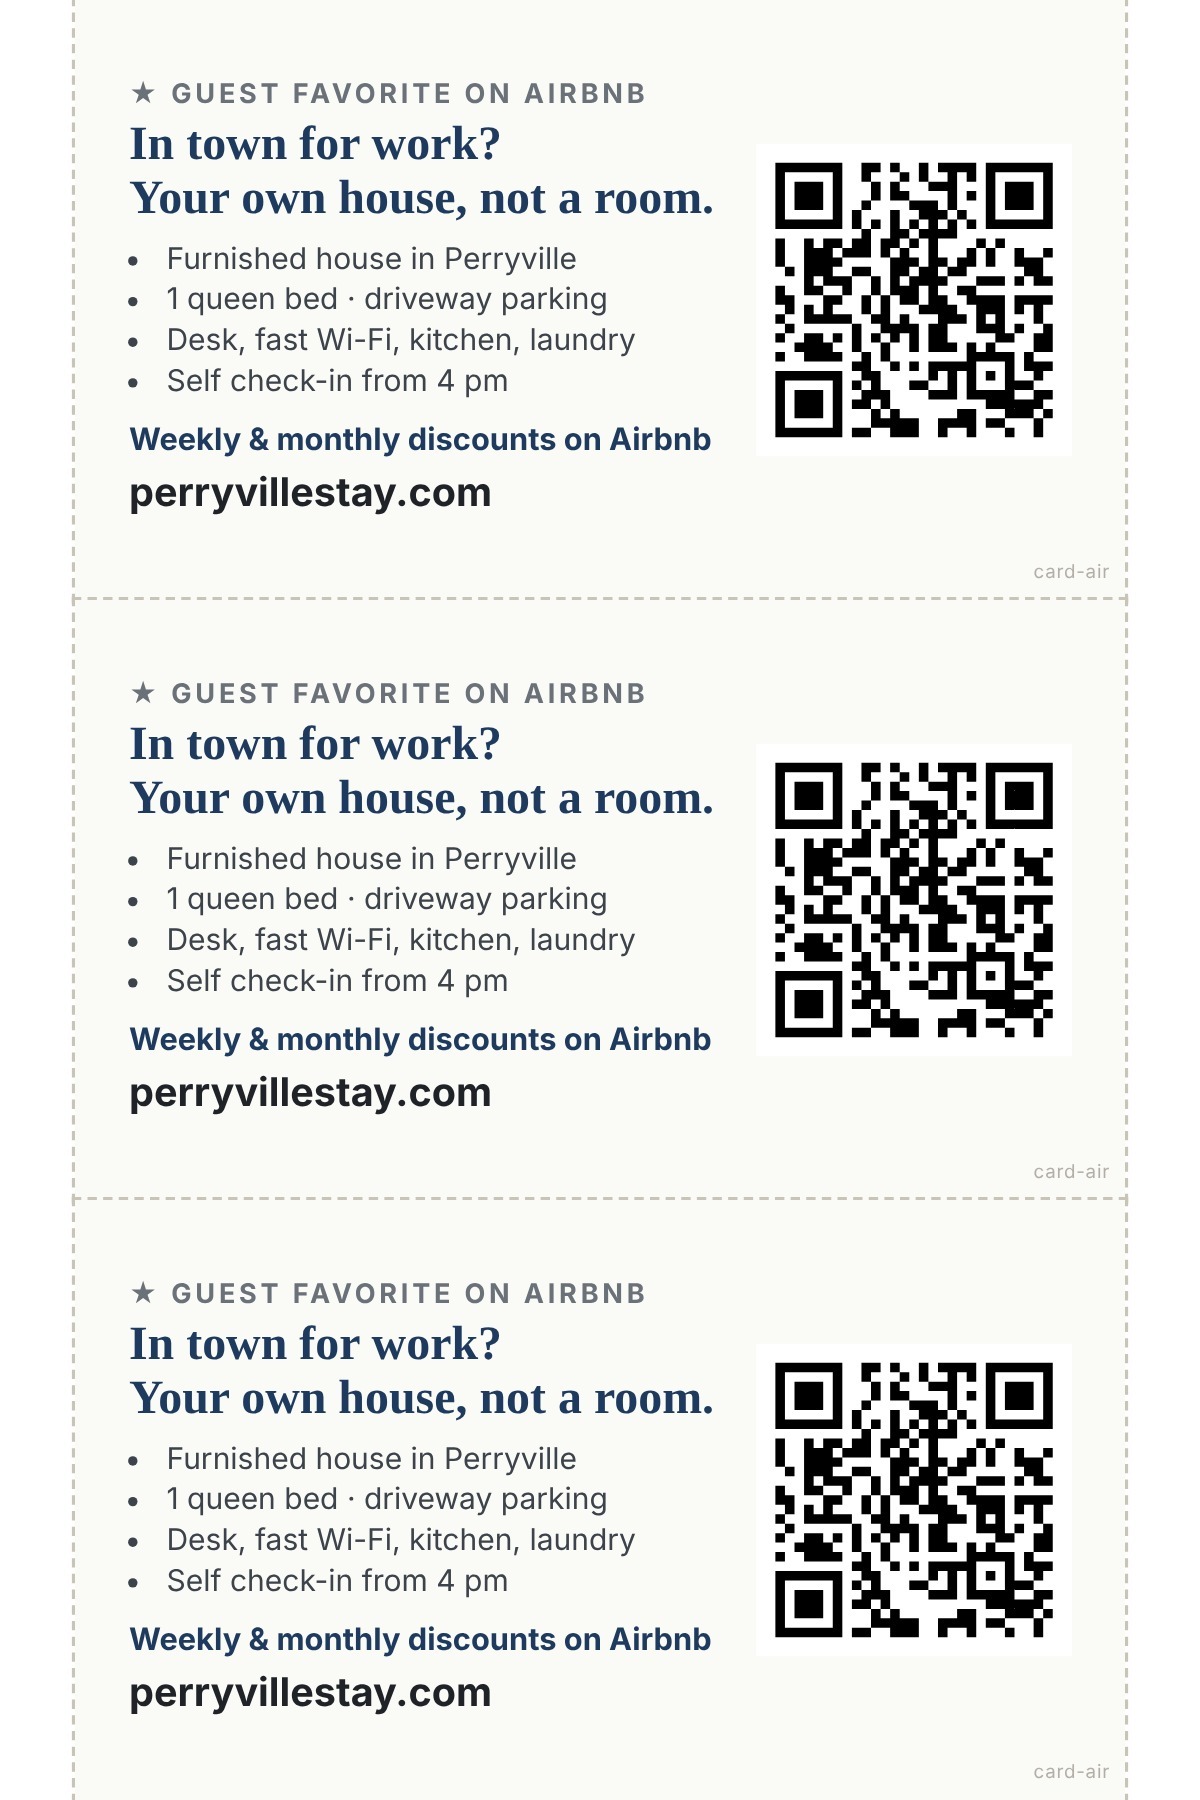 ★ GUEST FAVORITE ON AIRBNB
In town for work?
Your own house, not a room.
• Furnished house in Perryville
• 1 queen bed · driveway parking
• Desk, fast Wi-Fi, kitchen, laundry
• Self check-in from 4 pm
Weekly & monthly discounts on Airbnb
perryvillestay.com
card-air
★ GUEST FAVORITE ON AIRBNB
In town for work?
Your own house, not a room.
• Furnished house in Perryville
• 1 queen bed · driveway parking
• Desk, fast Wi-Fi, kitchen, laundry
• Self check-in from 4 pm
Weekly & monthly discounts on Airbnb
perryvillestay.com
card-air
★ GUEST FAVORITE ON AIRBNB
In town for work?
Your own house, not a room.
• Furnished house in Perryville
• 1 queen bed · driveway parking
• Desk, fast Wi-Fi, kitchen, laundry
• Self check-in from 4 pm
Weekly & monthly discounts on Airbnb
perryvillestay.com
card-air